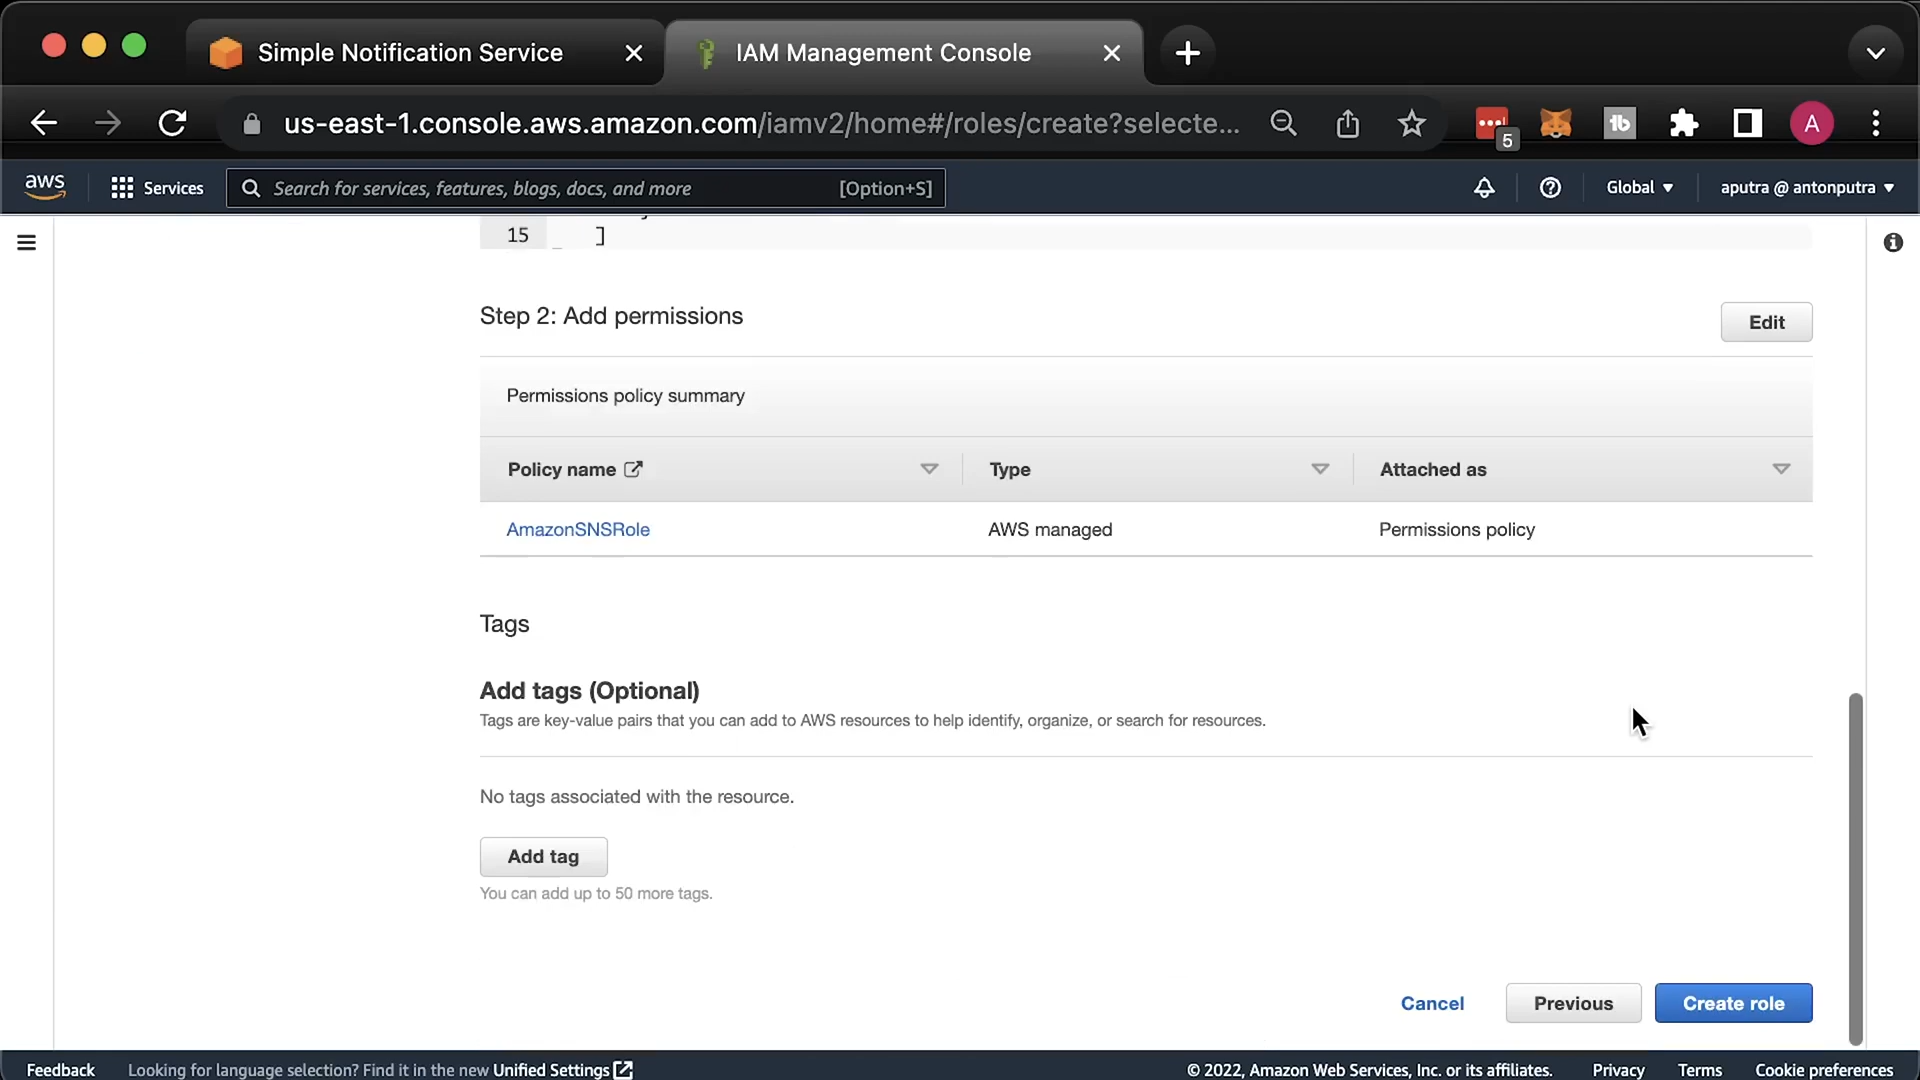 Simple Notification Service
IAM Management Console
us-east-1.console.aws.amazon.com/iamv2/home#/roles/create?selecte...
5
A
aws
Services
Search for services, features, blogs, docs, and more
[Option+S]
Global
aputra @ antonputra
15 ]
Step 2: Add permissions
Edit
Permissions policy summary
Policy name
Type
Attached as
AmazonSNSRole
AWS managed
Permissions policy
Tags
Add tags (Optional)
Tags are key-value pairs that you can add to AWS resources to help identify, organize, or search for resources.
No tags associated with the resource.
Add tag
You can add up to 50 more tags.
Cancel
Previous
Create role
Feedback
Looking for language selection? Find it in the new Unified Settings
© 2022, Amazon Web Services, Inc. or its affiliates.
Privacy
Terms
Cookie preferences